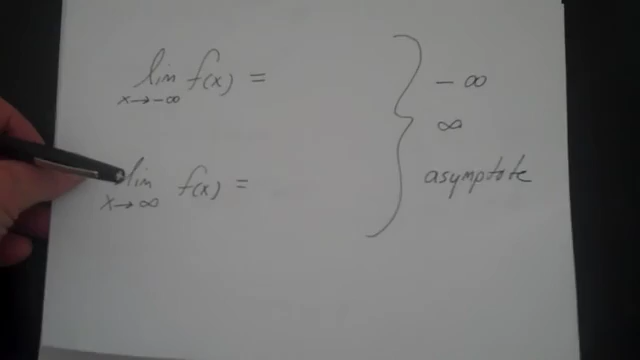 lim f(x) =
x→-∞
lim f(x) =
x→∞
-∞
∞
asymptote